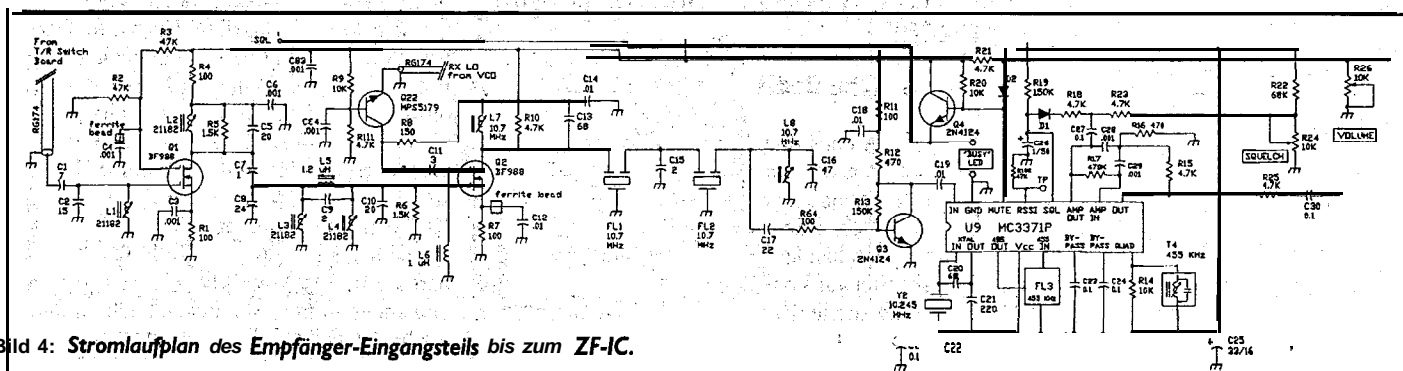 From
T/R Switch
Board
RG174
C1
7
C2
15
L1
21182
R2
47K
ferrite
bead
C4
.001
R3
47K
R4
100
L2
21182
Q1
3F988
C3
.001
R1
100
R5
1.5K
C5
20
C6
.001
C7
1
C8
24
SQL
C83
.001
R9
10K
C84
.001
Q22
MPS5179
R111
4.7K
RG174
RX LO
from VCO
R8
150
L5
1.2 uH
C9
2
L3
21182
L4
21182
C10
20
R6
1.5K
C11
3
L6
1 uH
L7
10.7
MHz
Q2
3F988
ferrite bead
R7
100
C12
.01
R10
4.7K
C13
68
C14
.01
FL1
10.7
MHz
C15
2
FL2
10.7
MHz
L8
10.7
MHz
C16
47
C17
22
R64
100
C18
.01
R11
100
R12
470
R13
150K
Q3
2N4124
C19
.01
Q4
2N4124
R20
10K
R21
4.7K
D2
"BUSY"
LED
R19
150K
D1
R18
4.7K
R23
4.7K
C26
1/50
TP
C27
0.1
C28
.001
R17
470K
R16 470
C29
.001
R15
4.7K
R22
68K
R24
10K
SQUELCH
R26
10K
VOLUME
R25
4.7K
C30
0.1
IN GND MUTE RSSI SQL AMP OUT AMP IN OUT
U9 MC3371P
XTAL IN OUT 455 OUT Vcc 455 IN BY-PASS BY-PASS QUAD
C20
68
Y2
10.245
MHz
C21
220
FL3
455 KHz
C23
0.1
C24
0.1
R14
10K
T4
455 KHz
0.1
C22
C25
33/16
Bild 4: Stromlaufplan des Empfänger-Eingangsteils bis zum ZF-IC.